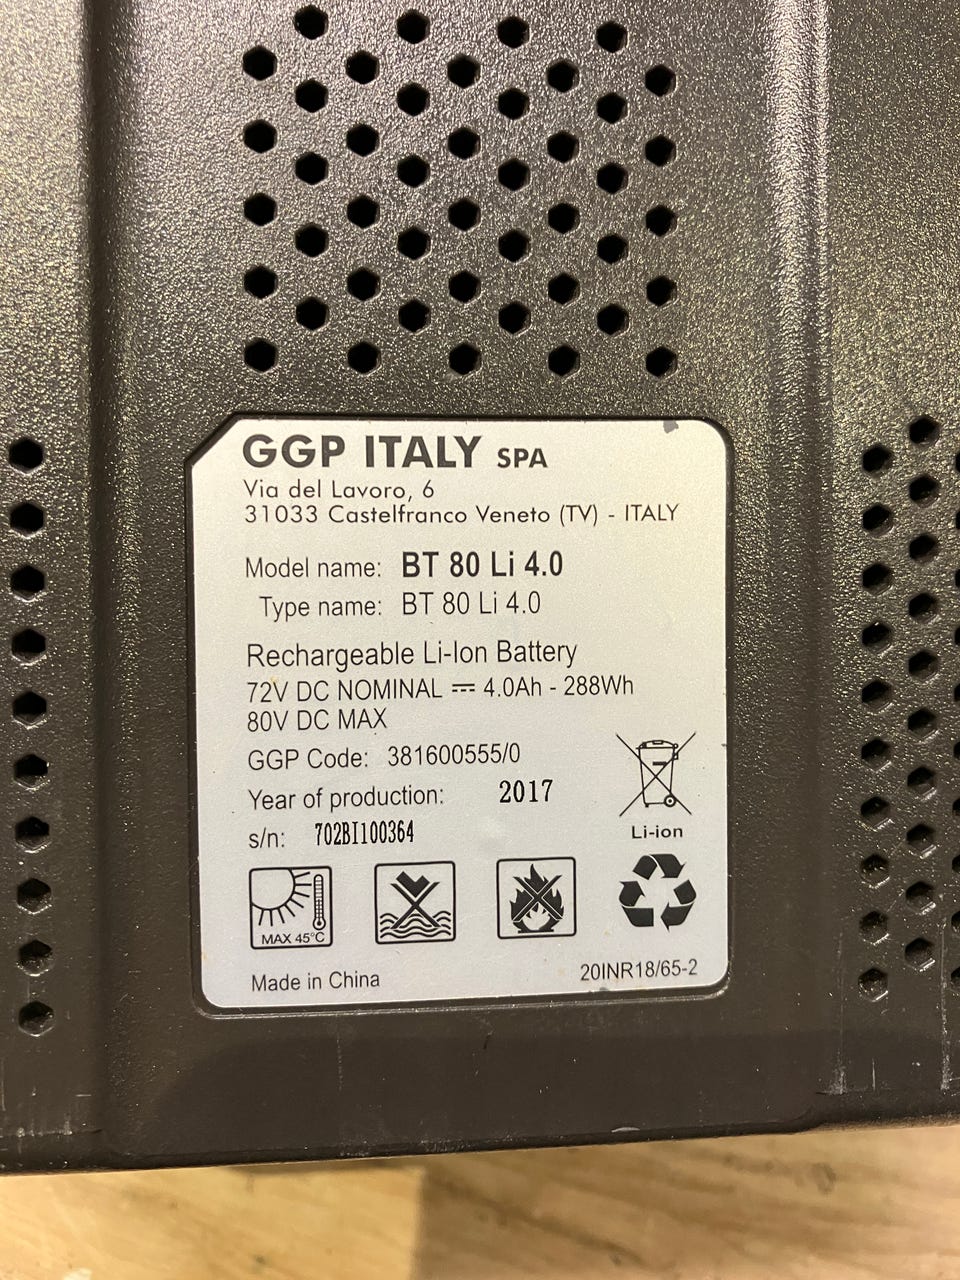 GGP ITALY SPA
Via del Lavoro, 6
31033 Castelfranco Veneto (TV) - ITALY
Model name: BT 80 Li 4.0
Type name: BT 80 Li 4.0
Rechargeable Li-Ion Battery
72V DC NOMINAL ⎓ 4.0Ah - 288Wh
80V DC MAX
GGP Code: 381600555/0
Year of production: 2017
s/n: 702BI100364
Li-ion
MAX 45°C
Made in China
20INR18/65-2